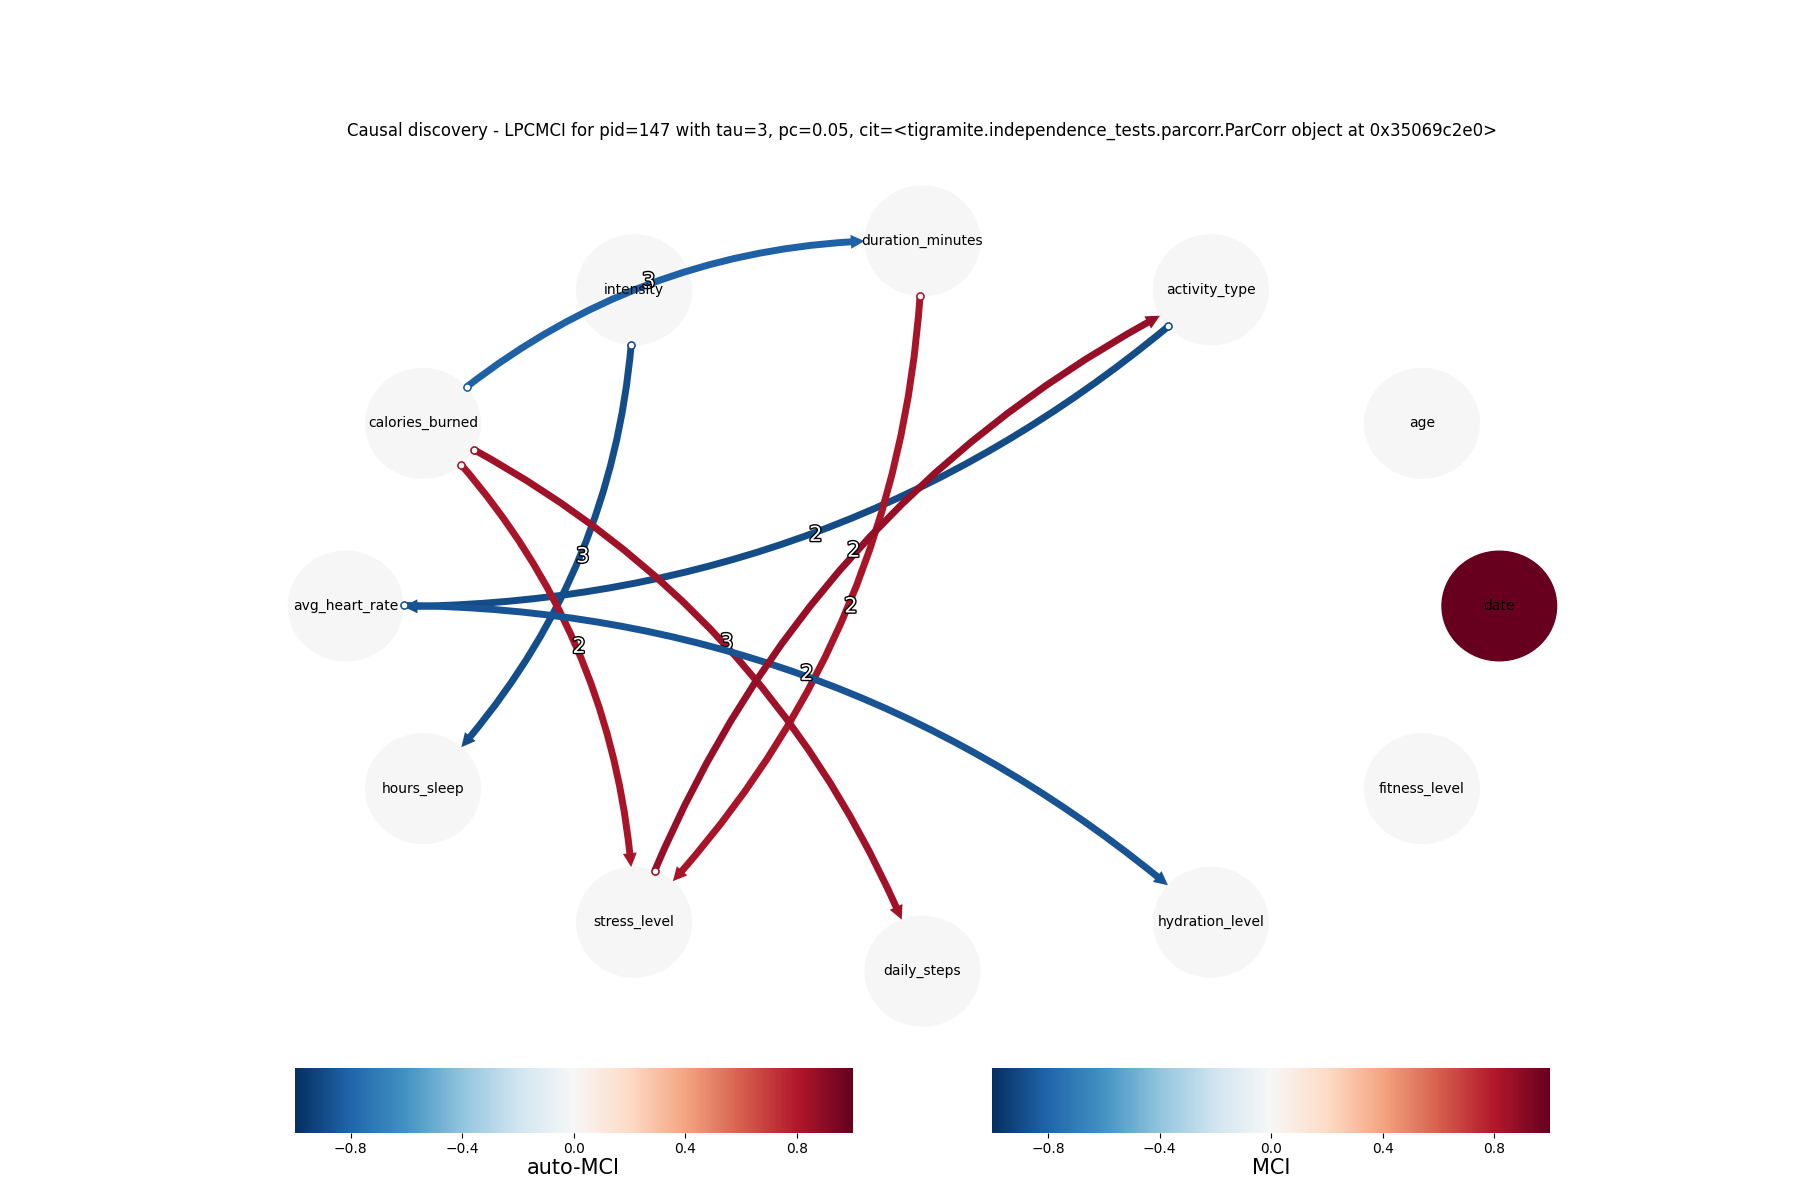 Causal discovery - LPCMCI for pid=147 with tau=3, pc=0.05, cit=<tigramite.independence_tests.parcorr.ParCorr object at 0x35069c2e0>
duration_minutes
3
intensity
activity_type
calories_burned
age
2
2
3
avg_heart_rate
2
date
3
2
2
hours_sleep
fitness_level
stress_level
hydration_level
daily_steps
−0.8 −0.4 0.0 0.4 0.8
auto-MCI
−0.8 −0.4 0.0 0.4 0.8
MCI